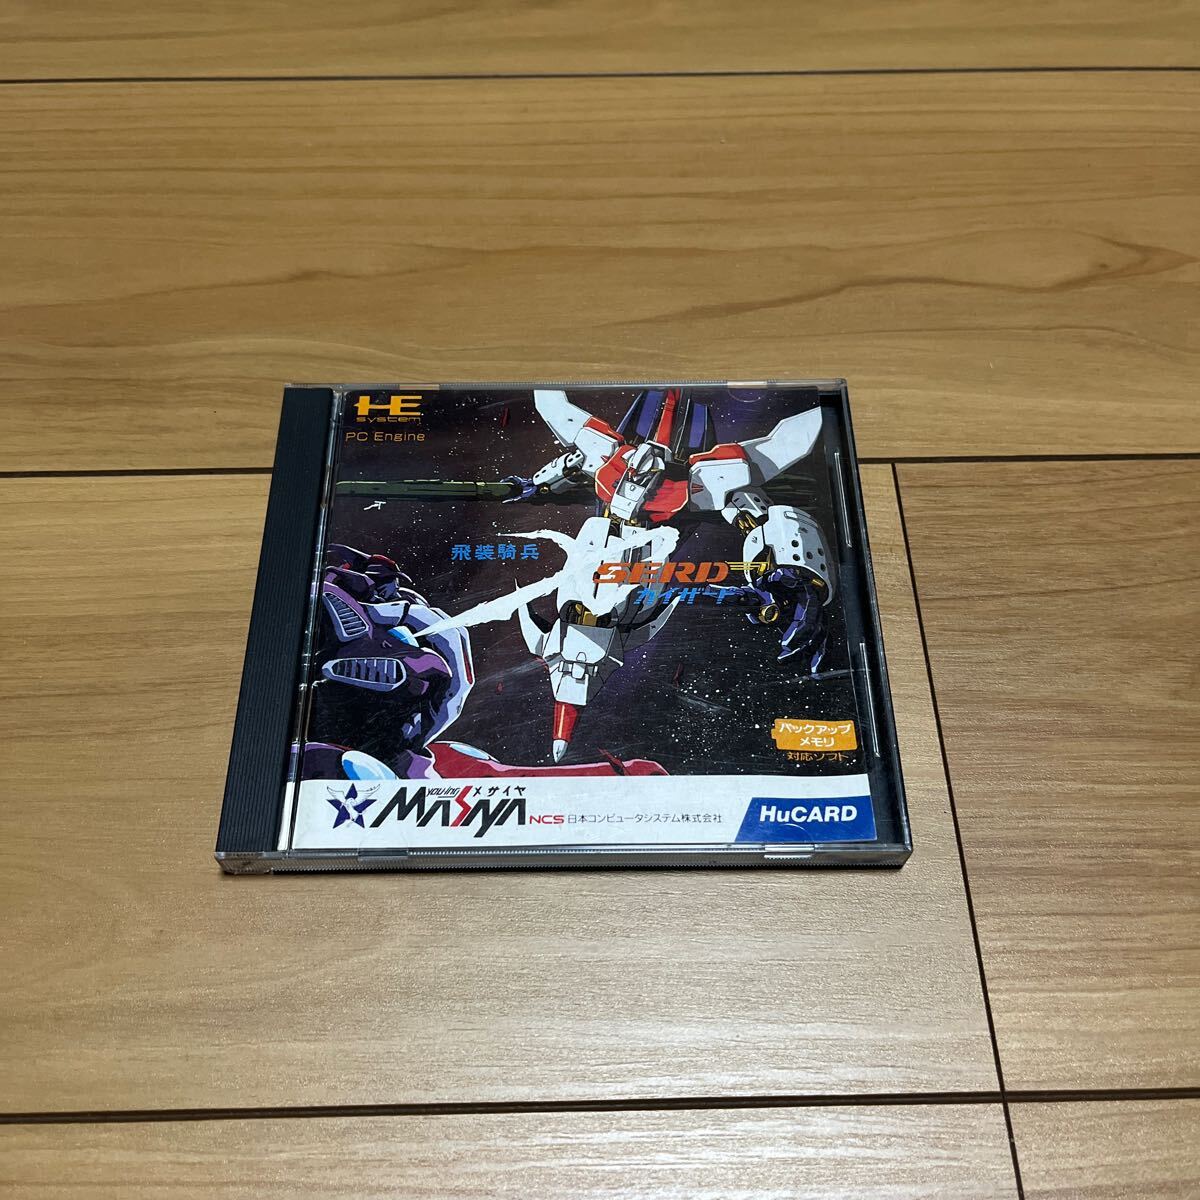 HE
system
PC Engine
飛装騎兵
SERD
カイザード
バックアップ
メモリ
対応ソフト
you-ing メサイヤ
MASAYA NCS 日本コンピュータシステム株式会社
HuCARD